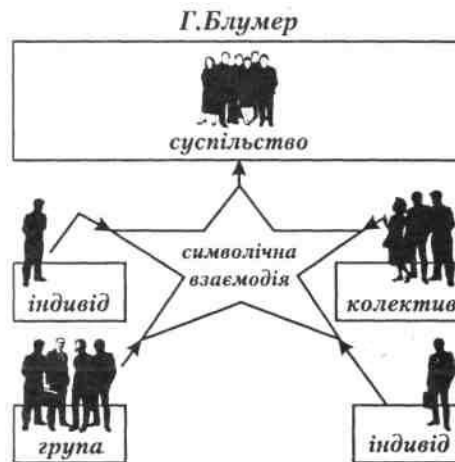 Г.Блумер
суспільство
символічна
взаємодія
індивід
колектив
група
індивід